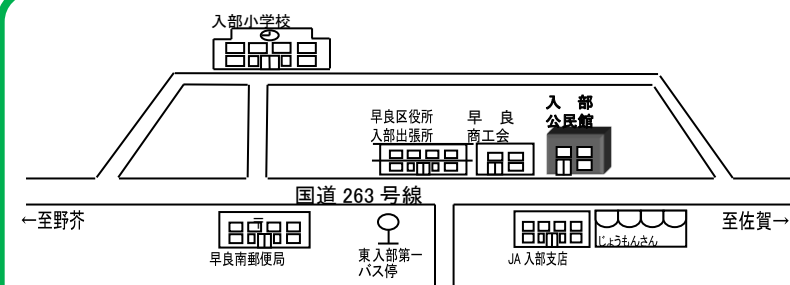 入部小学校
早良区役所
入部出張所
早　良
商工会
入　部
公民館
国道 263 号線
←至野芥
至佐賀→
〒
早良南郵便局
東入部第一
バス停
JA 入部支店
じょうもんさん